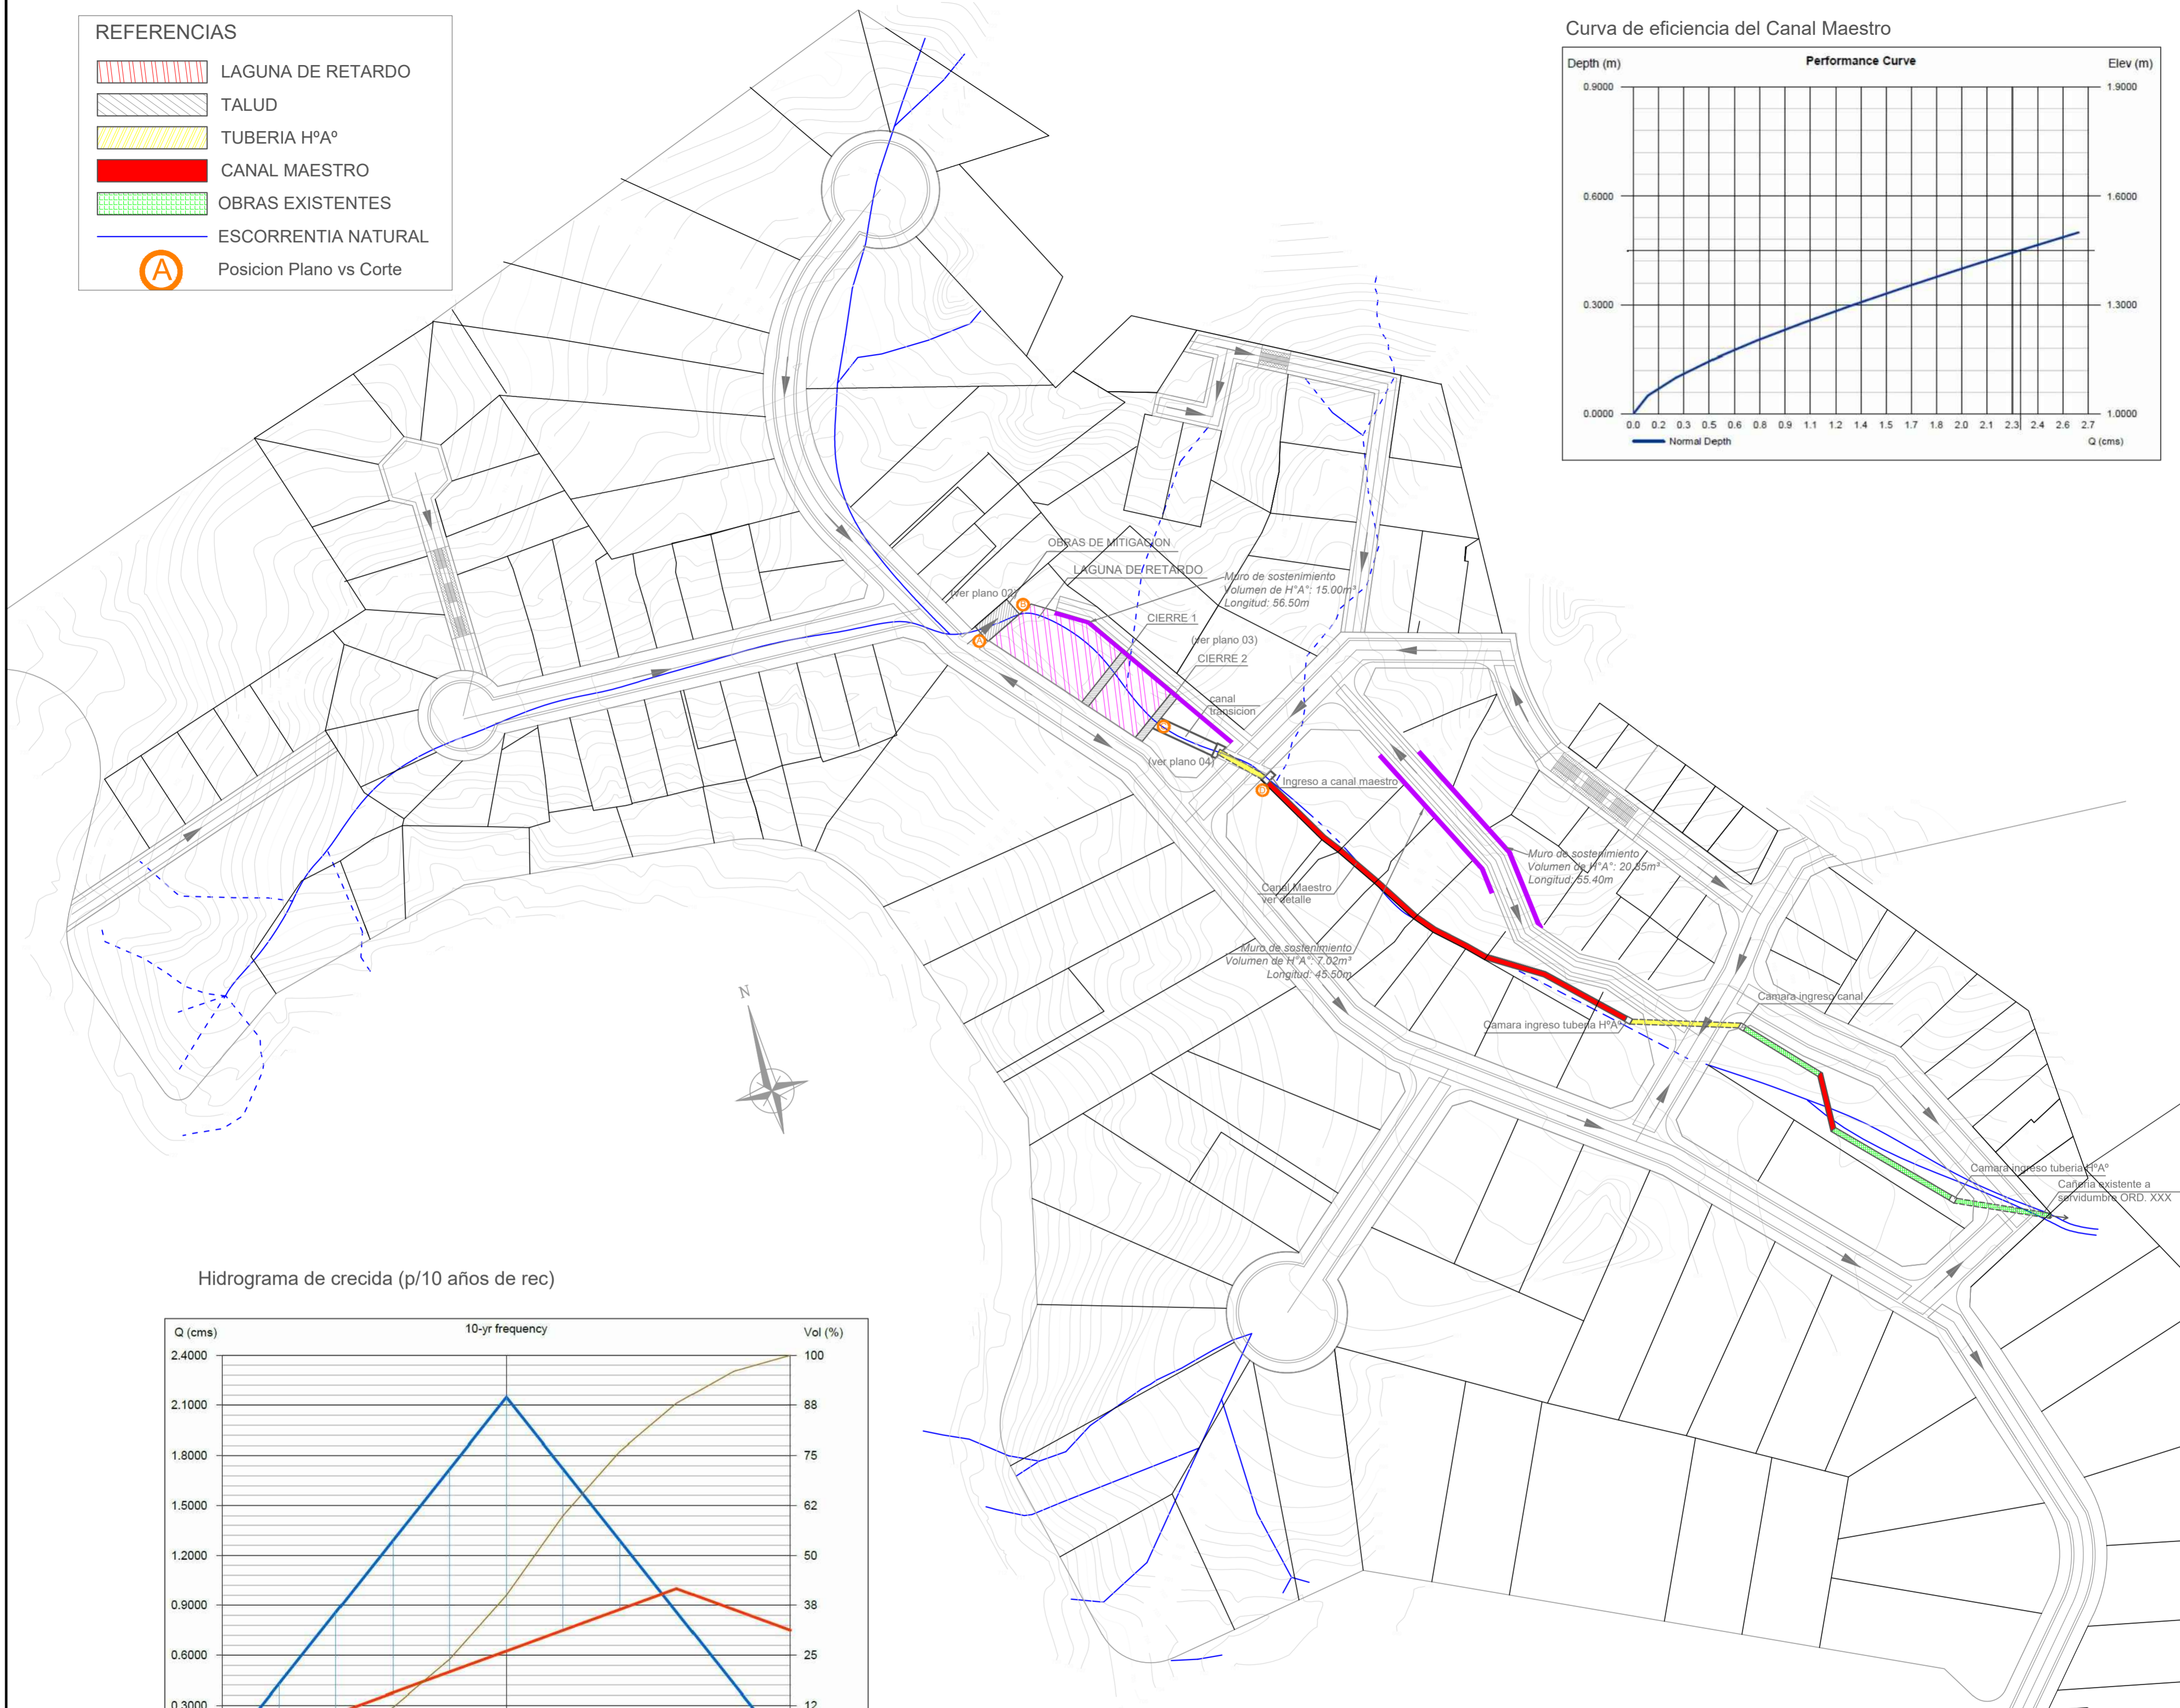 REFERENCIAS
LAGUNA DE RETARDO
TALUD
TUBERIA HºAº
CANAL MAESTRO
OBRAS EXISTENTES
ESCORRENTIA NATURAL
A
Posicion Plano vs Corte
Curva de eficiencia del Canal Maestro
Depth (m)
Performance Curve
Elev (m)
0.9000
1.9000
0.6000
1.6000
0.3000
1.3000
0.0000
1.0000
0.0 0.2 0.3 0.5 0.6 0.8 0.9 1.1 1.2 1.4 1.5 1.7 1.8 2.0 2.1 2.3 2.4 2.6 2.7
Normal Depth
Q (cms)
OBRAS DE MITIGACION
LAGUNA DE RETARDO
(ver plano 02)
B
A
Muro de sostenimiento
Volumen de H°A°: 15.00m³
Longitud: 56.50m
CIERRE 1
(ver plano 03)
CIERRE 2
canal
transicion
(ver plano 04)
D
Ingreso a canal maestro
Muro de sostenimiento
Volumen de H°A°: 20.85m³
Longitud: 55.40m
Canal Maestro
ver detalle
Muro de sostenimiento
Volumen de H°A°: 7.02m³
Longitud: 45.50m
Camara ingreso canal
Camara ingreso tuberia HºAº
N
Camara ingreso tuberia HºAº
Cañeria existente a
servidumbre ORD. XXX
Hidrograma de crecida (p/10 años de rec)
Q (cms)
10-yr frequency
Vol (%)
2.4000
100
2.1000
88
1.8000
75
1.5000
62
1.2000
50
0.9000
38
0.6000
25
0.3000
12